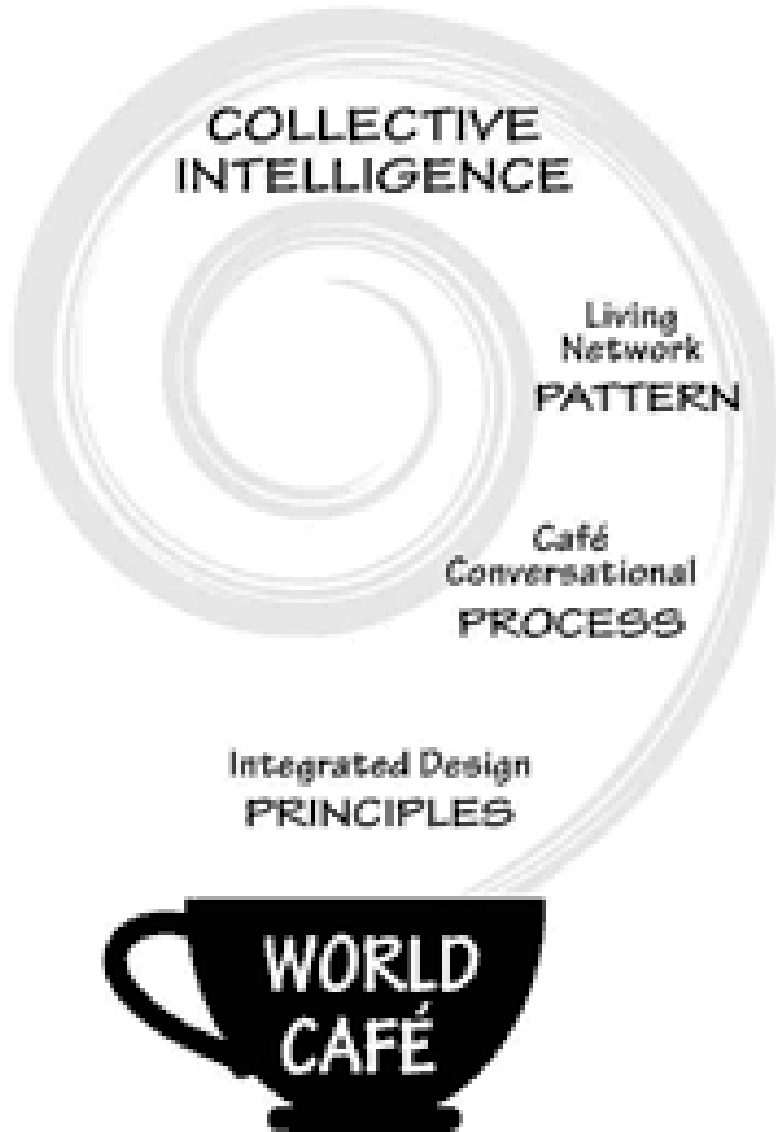 COLLECTIVE
INTELLIGENCE
Living
Network
PATTERN
Café
Conversational
PROCESS
Integrated Design
PRINCIPLES
WORLD
CAFÉ